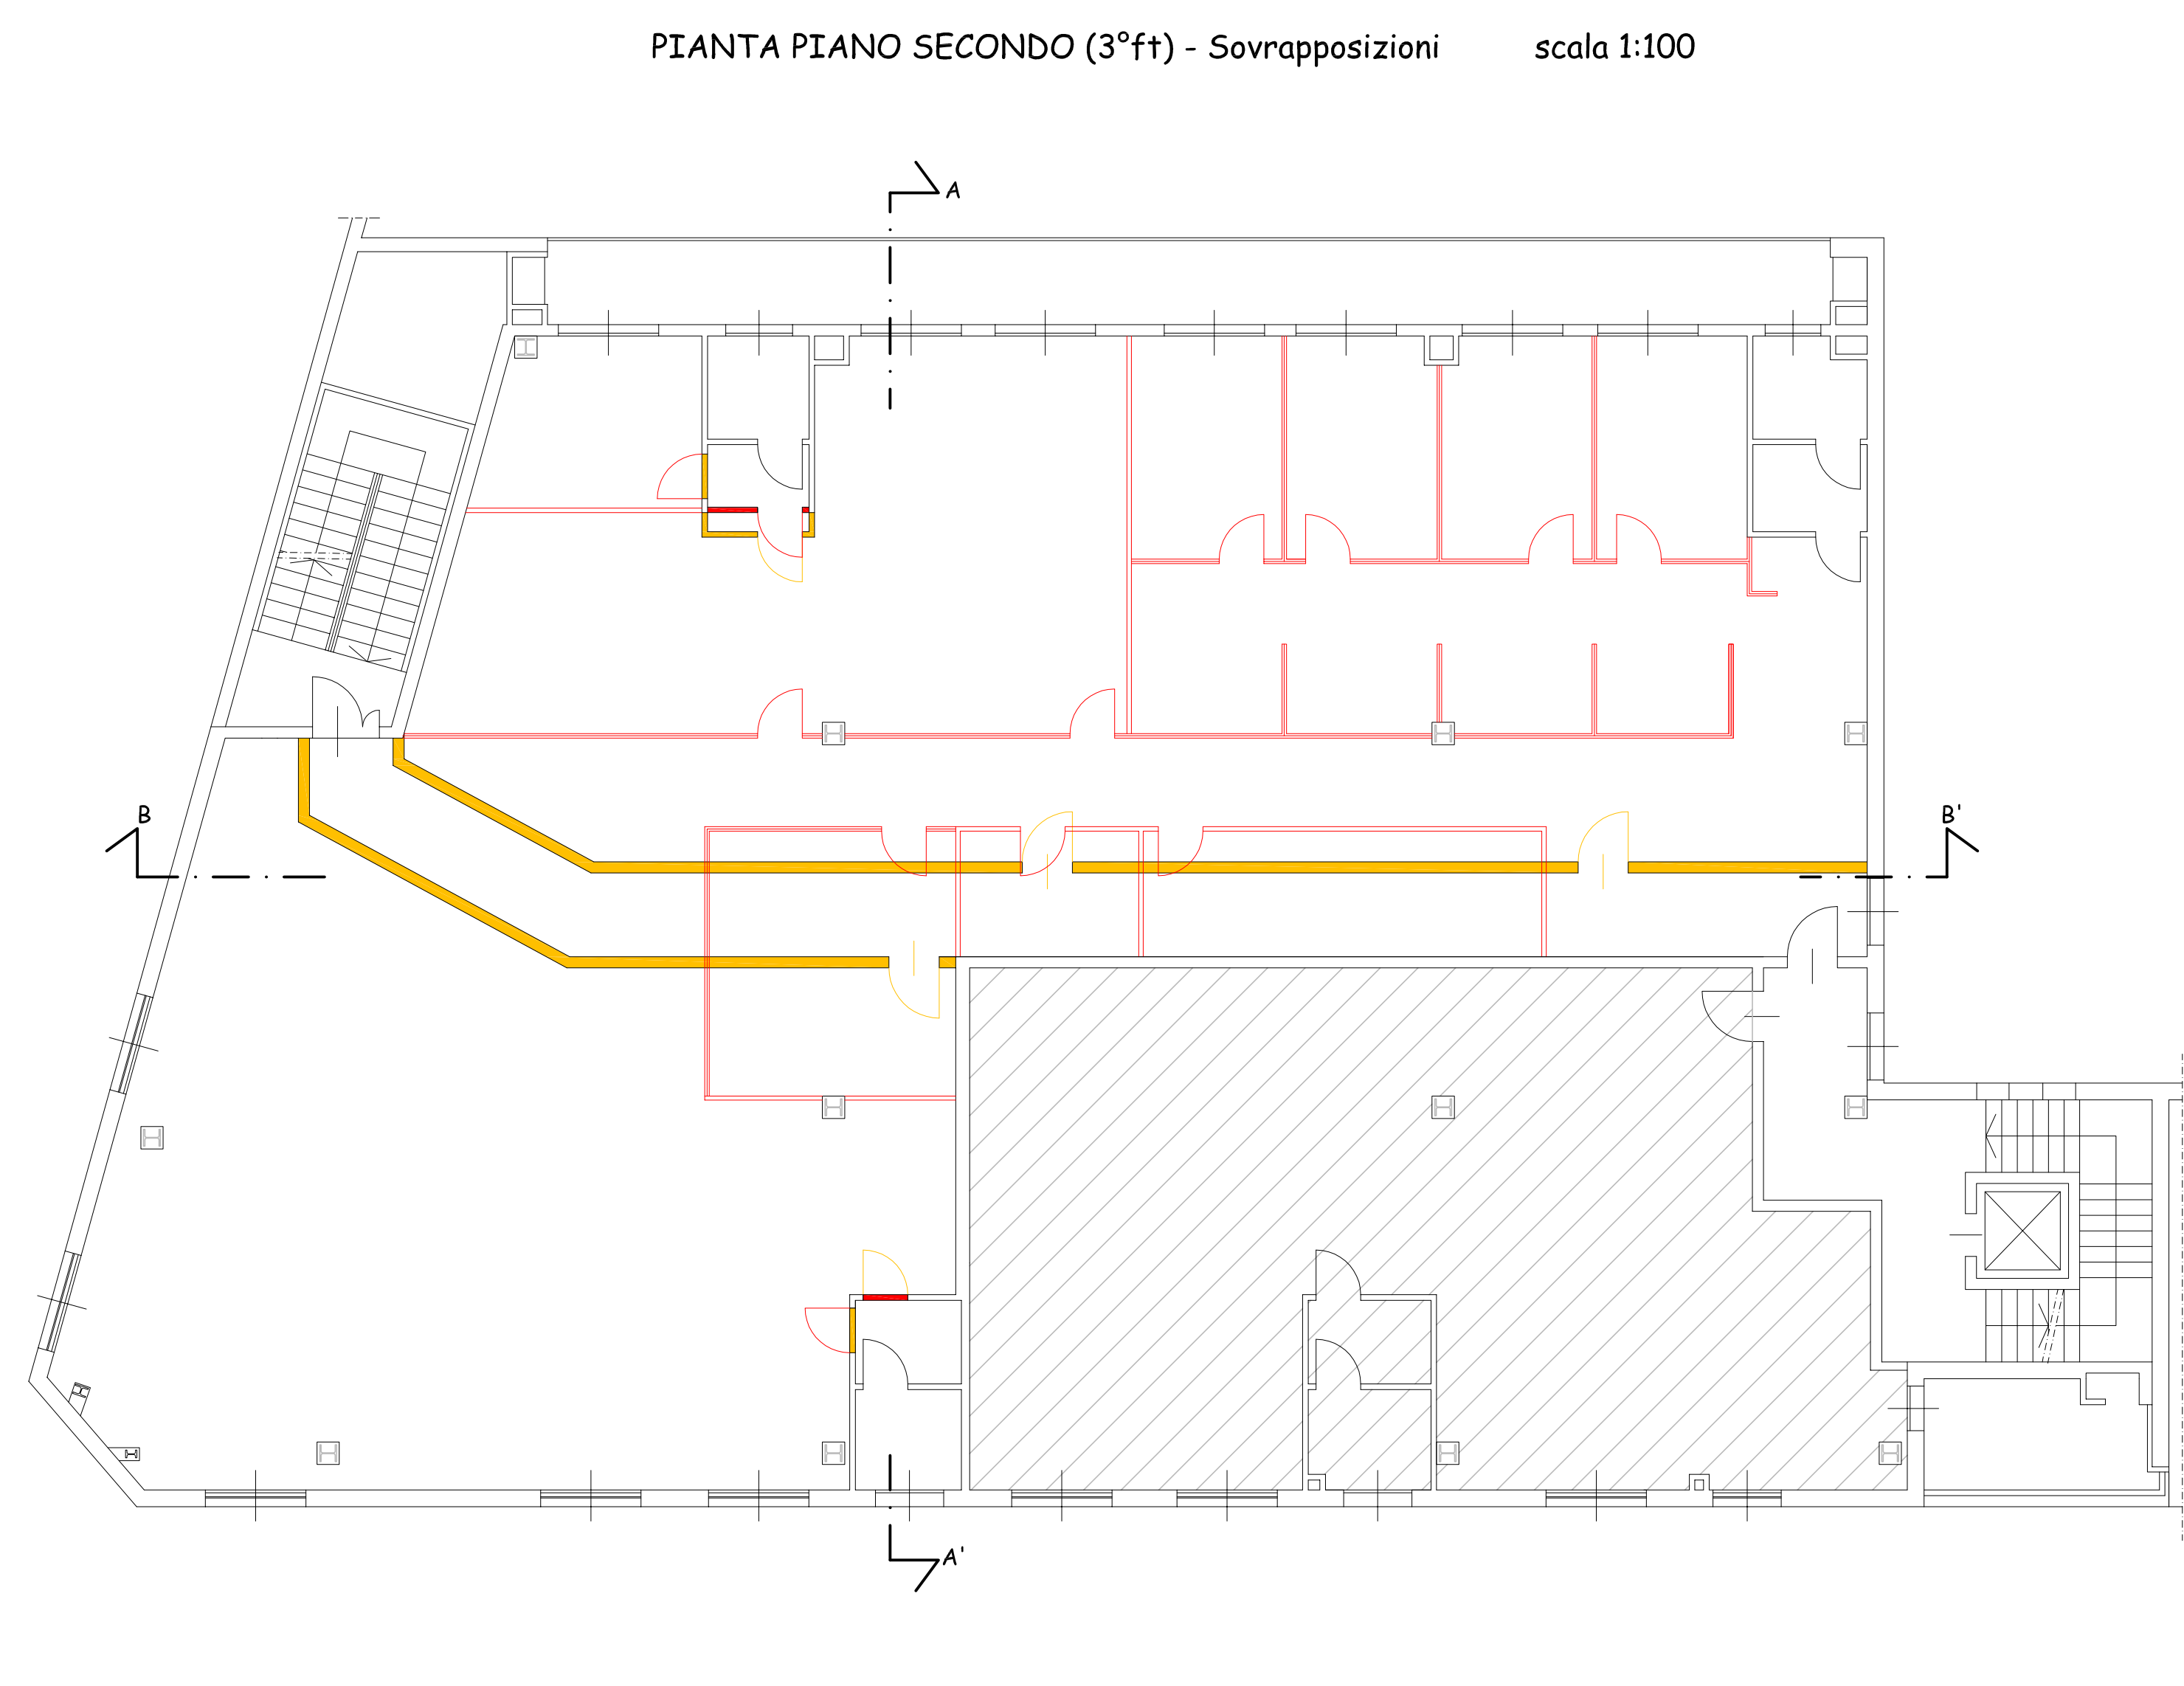 PIANTA PIANO SECONDO (3°ft) - Sovrapposizioni scala 1:100
A
B
B'
A'